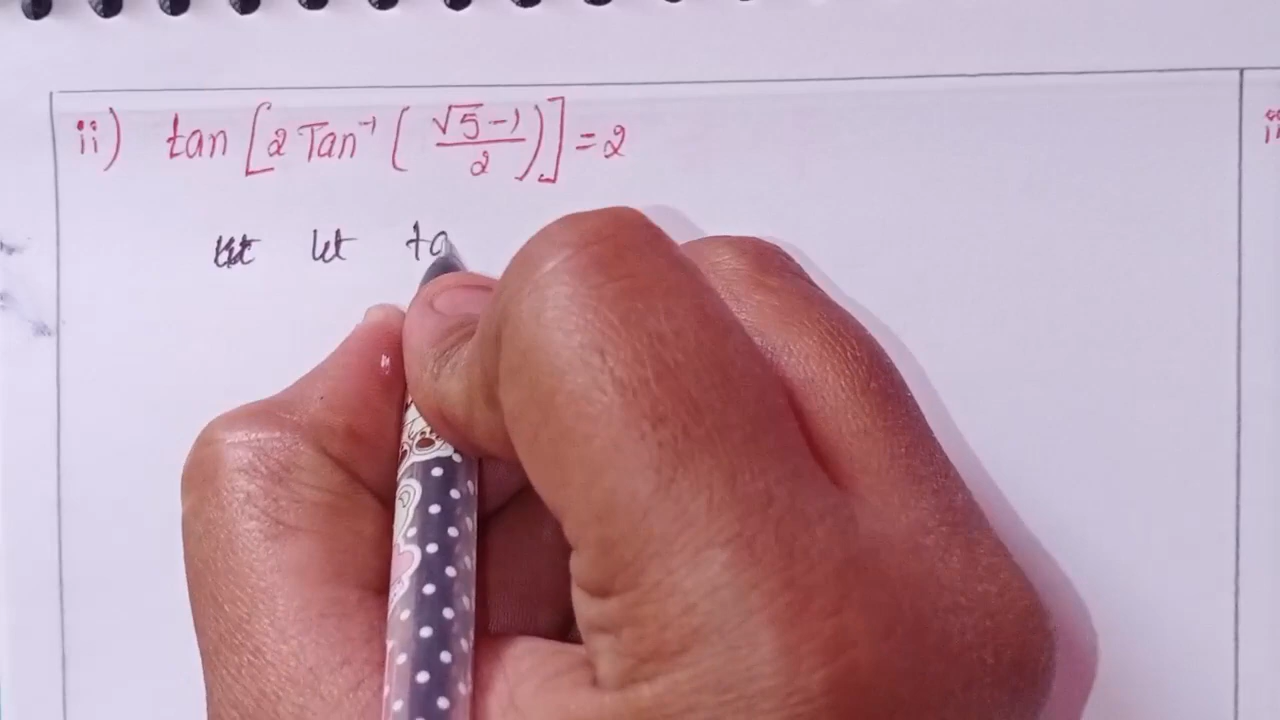 ii) tan [2 Tan⁻¹ ( (√5 - 1)/2 )] = 2
let ta